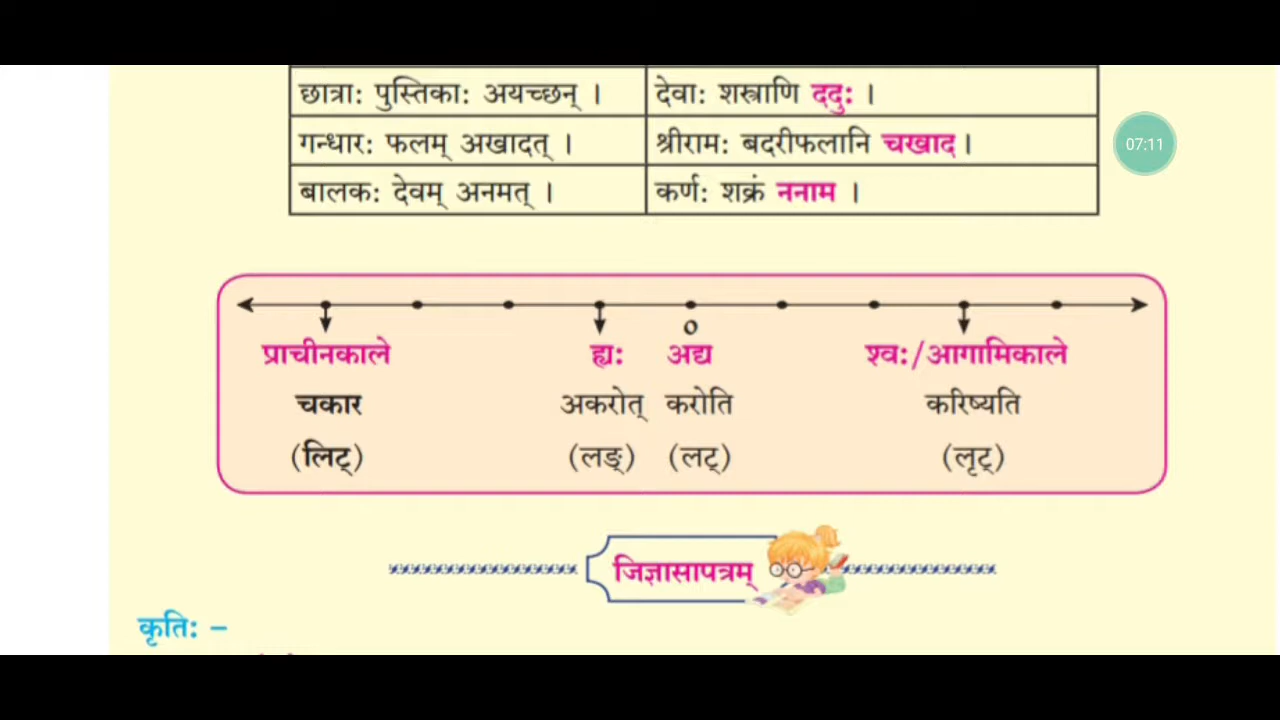 छात्राः पुस्तिकाः अयच्छन् । देवाः शस्त्राणि ददुः ।
गन्धारः फलम् अखादत् । श्रीरामः बदरीफलानि चखाद ।
बालकः देवम् अनमत् । कर्णः शक्रं ननाम ।
07:11
०
प्राचीनकाले ह्यः अद्य श्वः/आगामिकाले
चकार अकरोत् करोति करिष्यति
(लिट्) (लङ्) (लट्) (लृट्)
जिज्ञासापत्रम्
कृतिः –